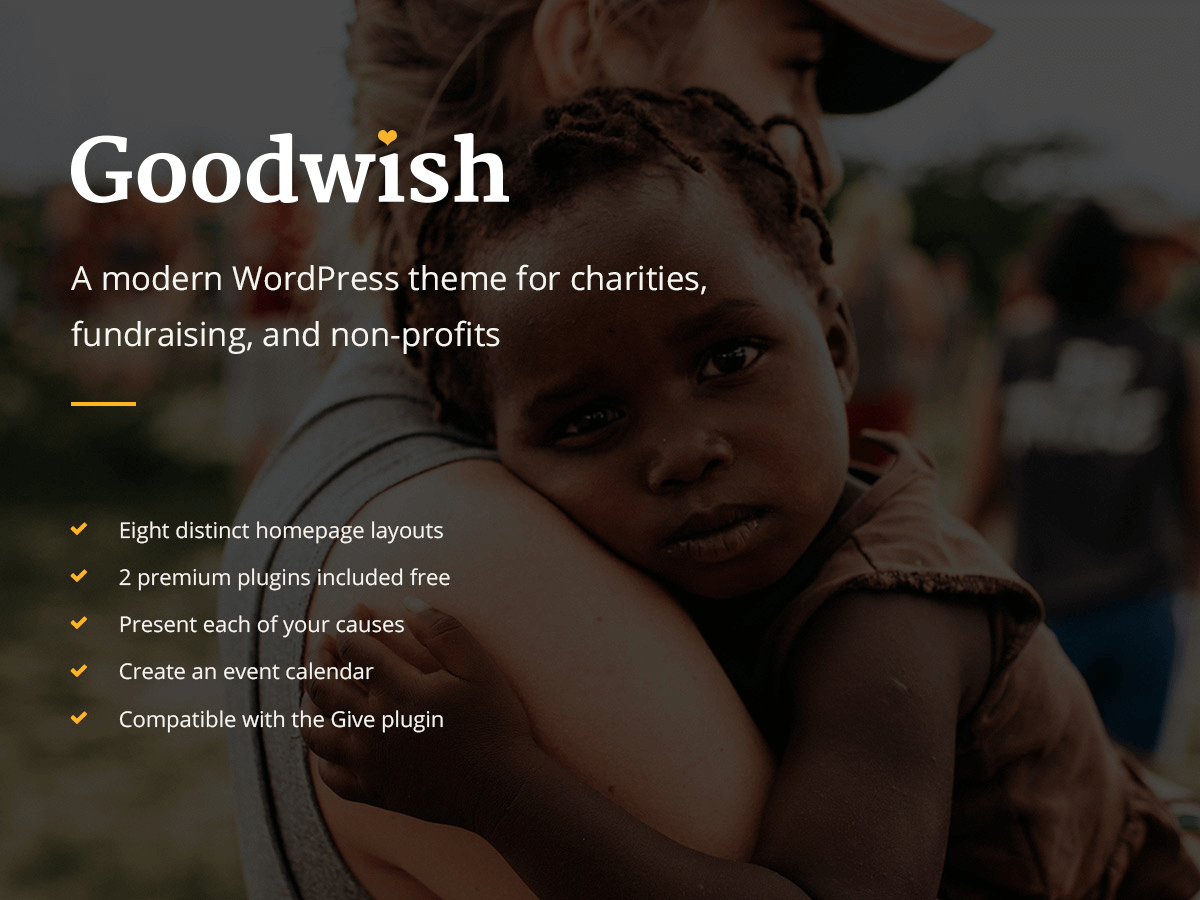 Goodwish
A modern WordPress theme for charities,
fundraising, and non-profits
Eight distinct homepage layouts
2 premium plugins included free
Present each of your causes
Create an event calendar
Compatible with the Give plugin